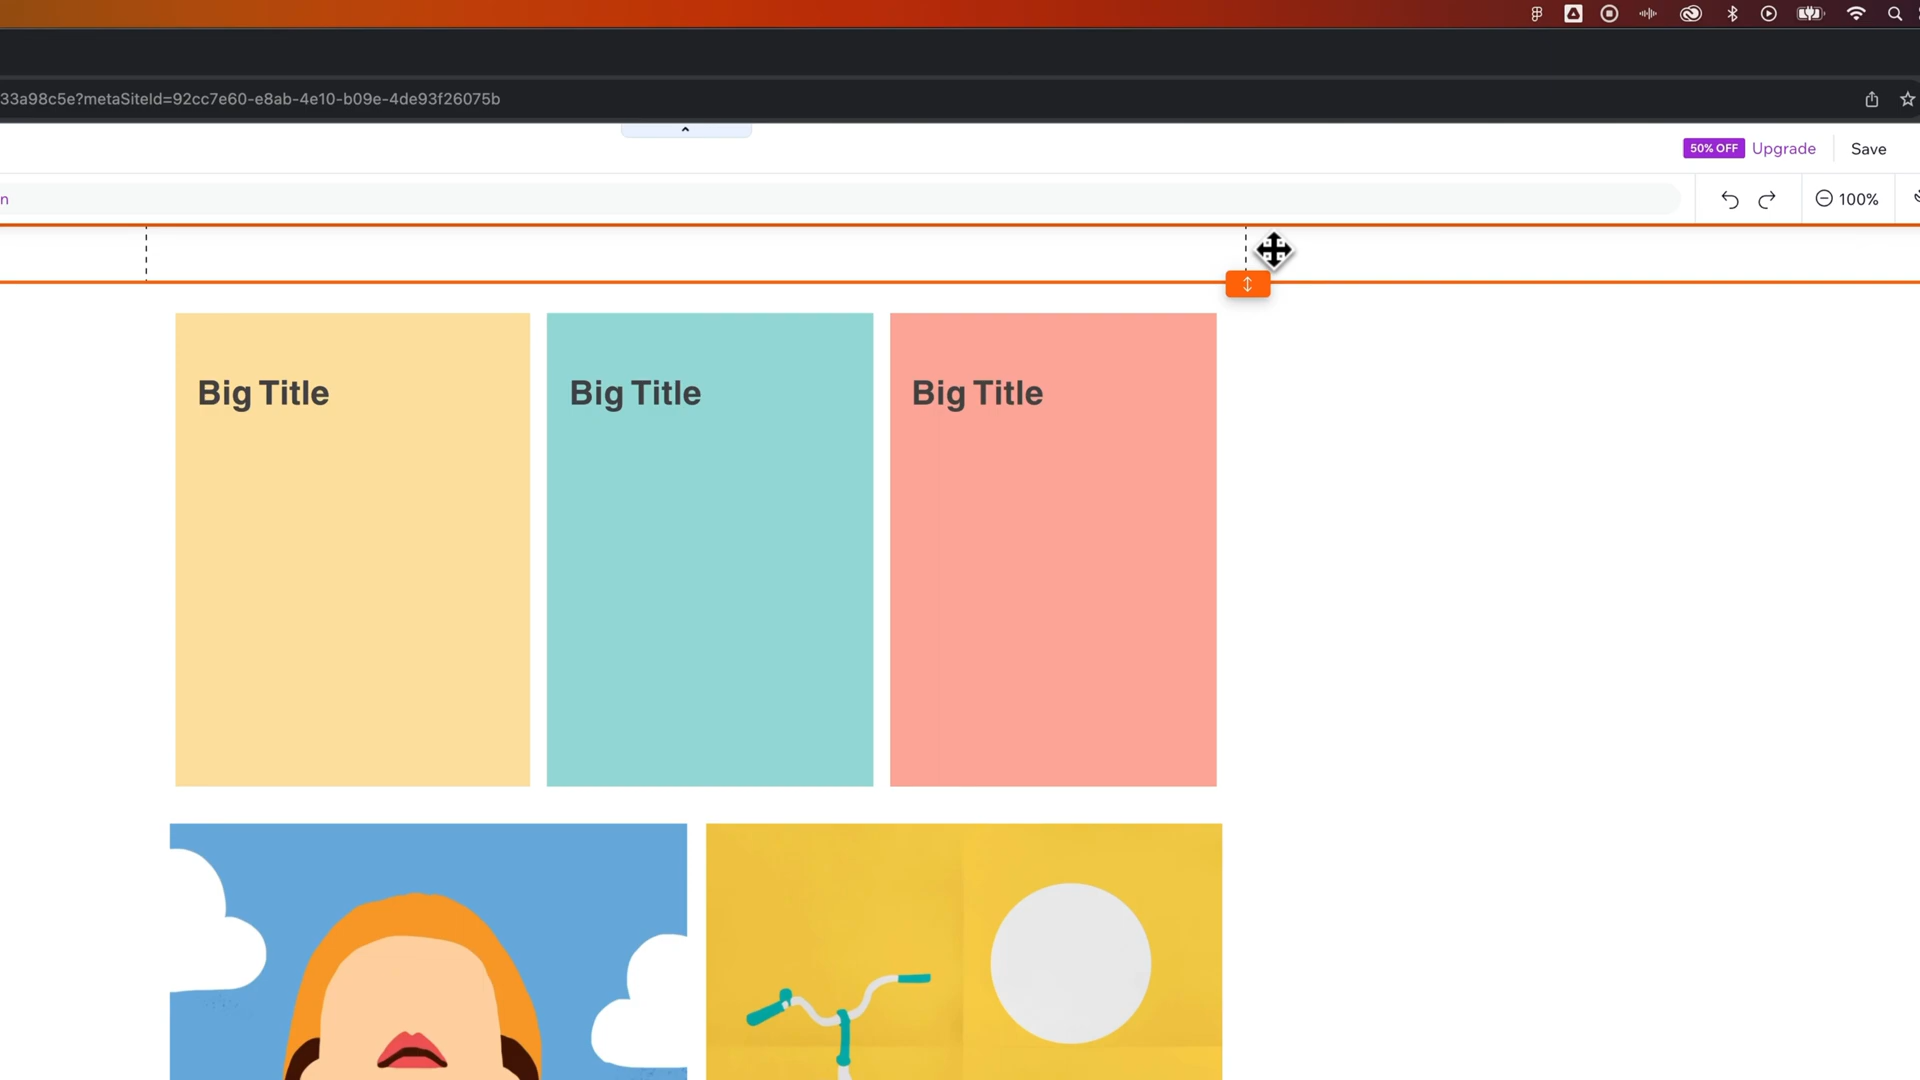 33a98c5e?metaSiteId=92cc7e60-e8ab-4e10-b09e-4de93f26075b
50% OFF Upgrade Save
n
100%
Big Title Big Title Big Title